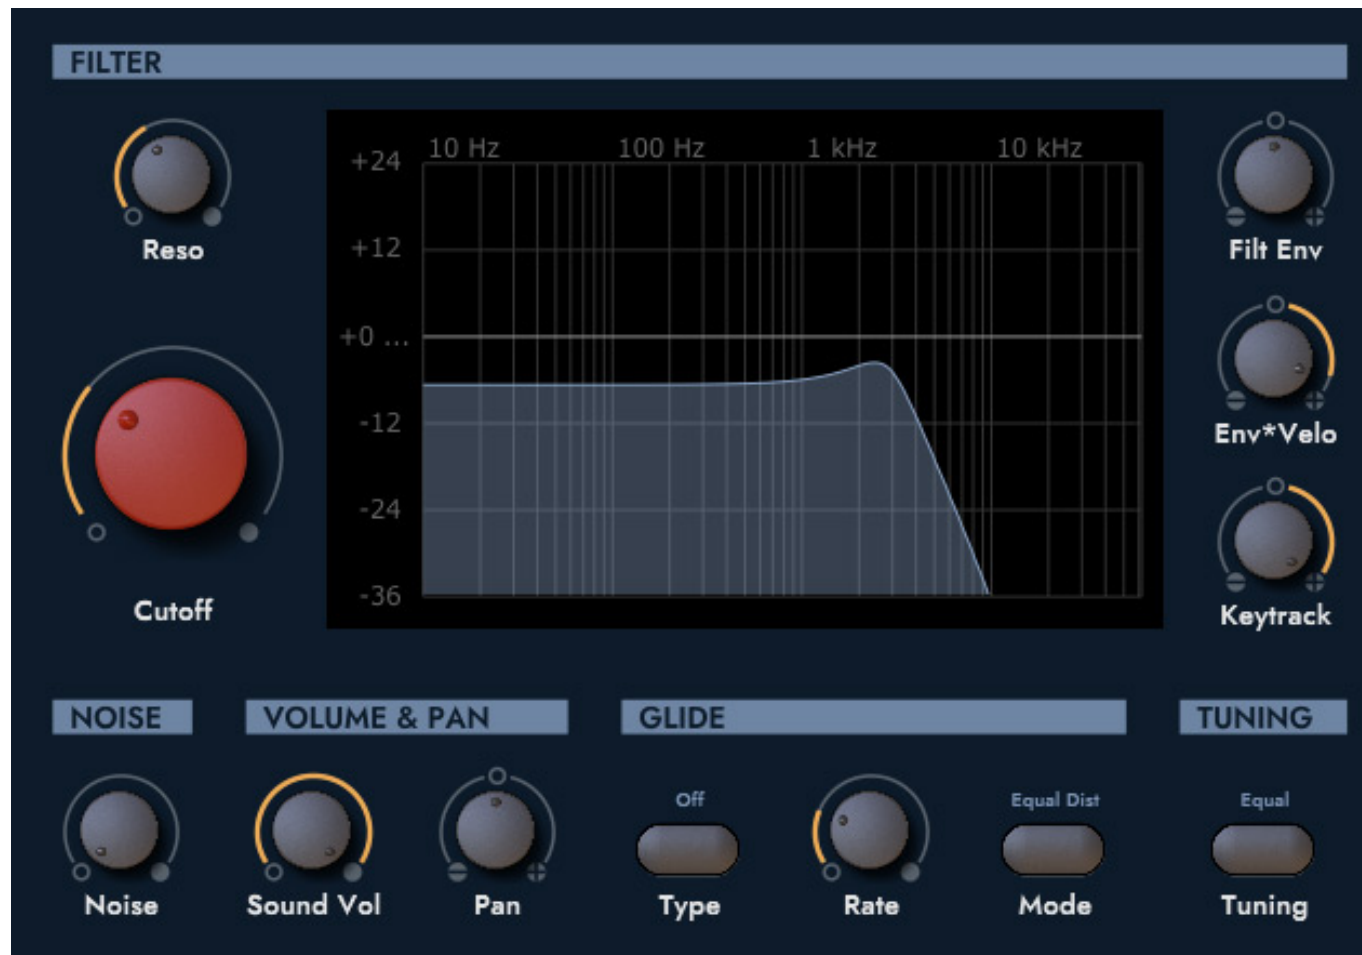 FILTER
10 Hz 100 Hz 1 kHz 10 kHz
+24
+12
+0 ...
-12
-24
-36
Reso
Filt Env
Env*Velo
Cutoff
Keytrack
NOISE VOLUME & PAN GLIDE TUNING
Off Equal Dist Equal
Noise Sound Vol Pan Type Rate Mode Tuning